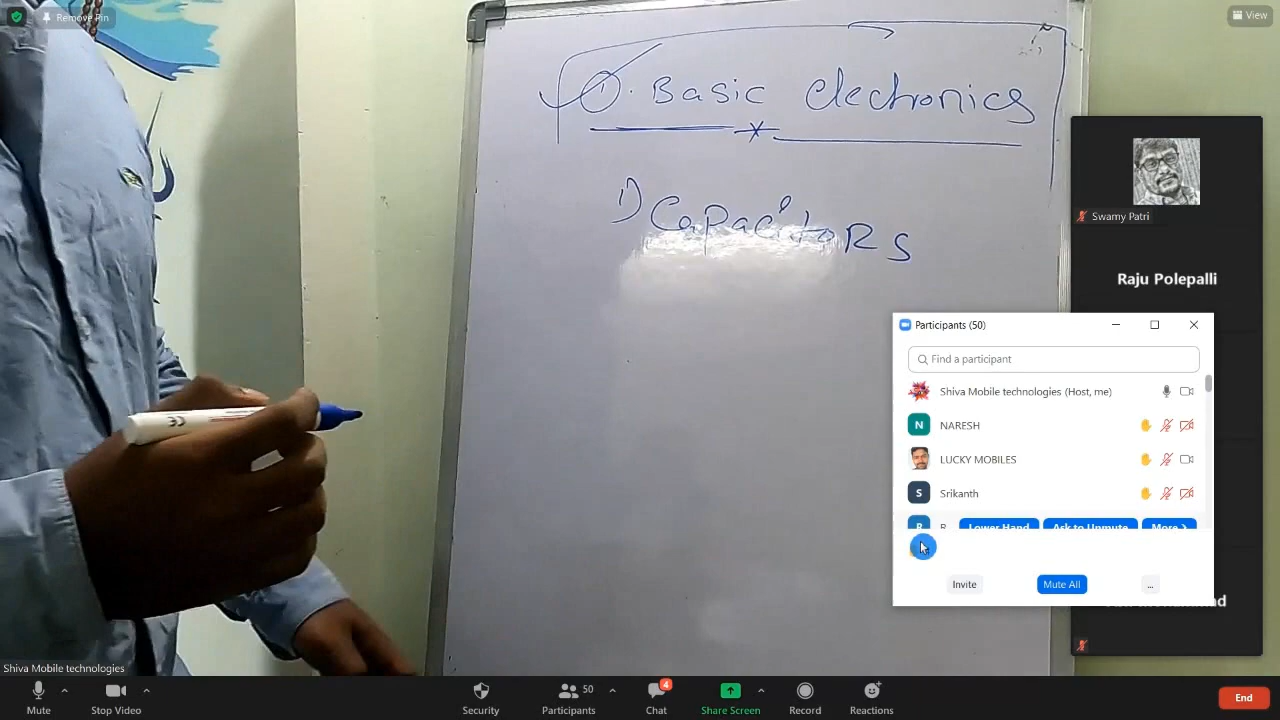 Remove Pin
View
1. Basic electronics
1) Capacitors
Swamy Patri
Raju Polepalli
Participants (50)
Find a participant
Shiva Mobile technologies (Host, me)
N NARESH
LUCKY MOBILES
S Srikanth
R R Lower Hand Ask to Unmute More >
Invite Mute All ...
Shiva Mobile technologies
Mute Stop Video Security Participants 50 Chat 4 Share Screen Record Reactions End